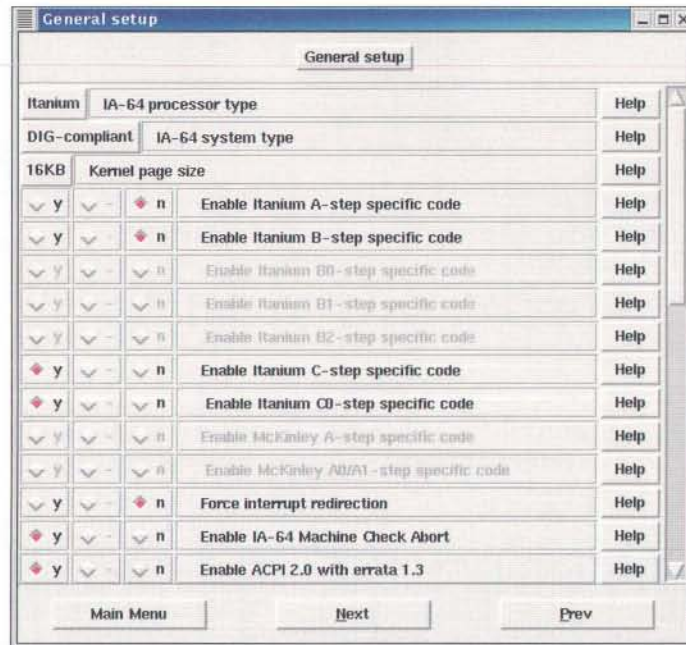 General setup
General setup
Itanium IA-64 processor type Help
DIG-compliant IA-64 system type Help
16KB Kernel page size Help
y - n Enable Itanium A-step specific code Help
y - n Enable Itanium B-step specific code Help
y - n Enable Itanium B0-step specific code Help
y - n Enable Itanium B1-step specific code Help
y - n Enable Itanium B2-step specific code Help
y - n Enable Itanium C-step specific code Help
y - n Enable Itanium C0-step specific code Help
y - n Enable McKinley A-step specific code Help
y - n Enable McKinley A0/A1-step specific code Help
y - n Force interrupt redirection Help
y - n Enable IA-64 Machine Check Abort Help
y - n Enable ACPI 2.0 with errata 1.3 Help
Main Menu Next Prev